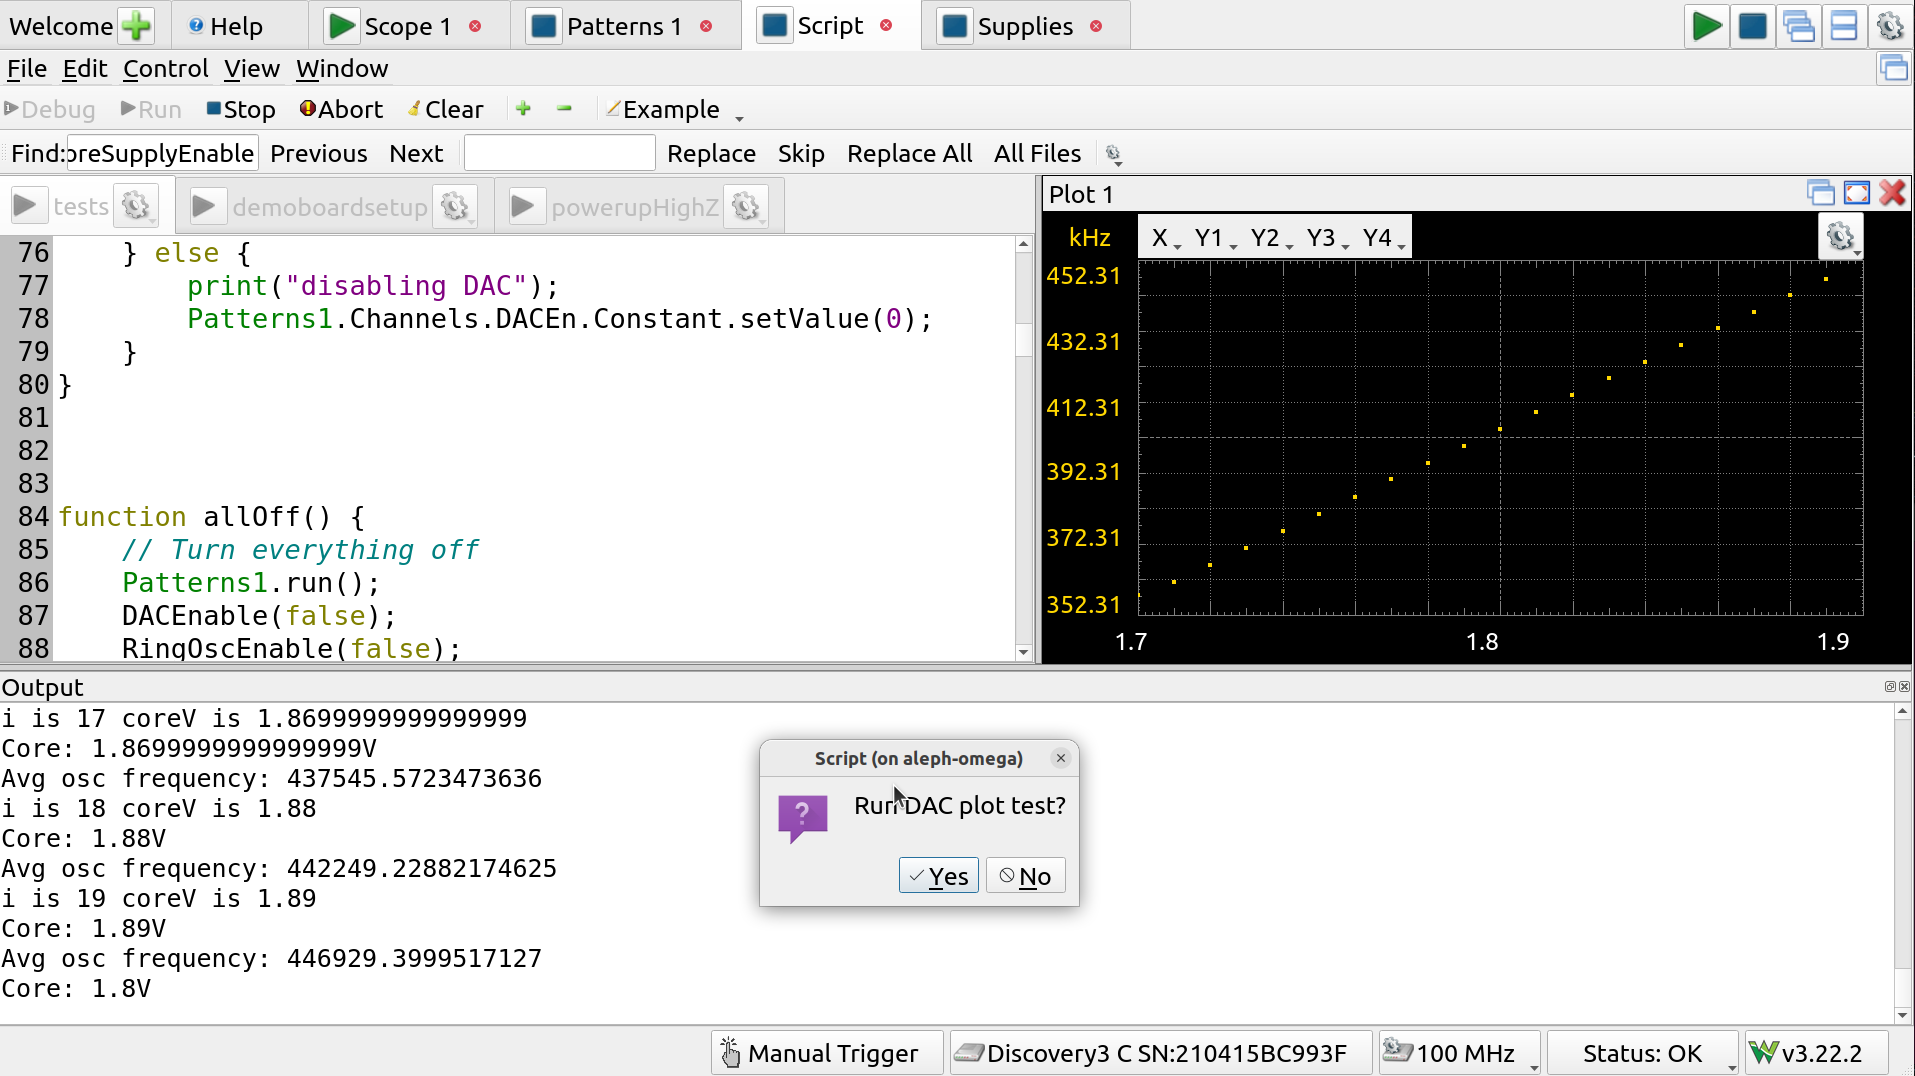 Welcome Help Scope 1 Patterns 1 Script Supplies
File Edit Control View Window
Debug Run Stop Abort Clear Example
Find: oreSupplyEnable Previous Next Replace Skip Replace All All Files
tests demoboardsetup powerupHighZ
76 } else {
77 print("disabling DAC");
78 Patterns1.Channels.DACEn.Constant.setValue(0);
79 }
80 }
81
82
83
84 function allOff() {
85 // Turn everything off
86 Patterns1.run();
87 DACEnable(false);
88 RingOscEnable(false);
Plot 1
kHz X Y1 Y2 Y3 Y4
452.31
432.31
412.31
392.31
372.31
352.31
1.7 1.8 1.9
Output
i is 17 coreV is 1.8699999999999999
Core: 1.8699999999999999V
Avg osc frequency: 437545.5723473636
i is 18 coreV is 1.88
Core: 1.88V
Avg osc frequency: 442249.22882174625
i is 19 coreV is 1.89
Core: 1.89V
Avg osc frequency: 446929.3999517127
Core: 1.8V
Script (on aleph-omega)
Run DAC plot test?
Yes No
Manual Trigger Discovery3 C SN:210415BC993F 100 MHz Status: OK v3.22.2